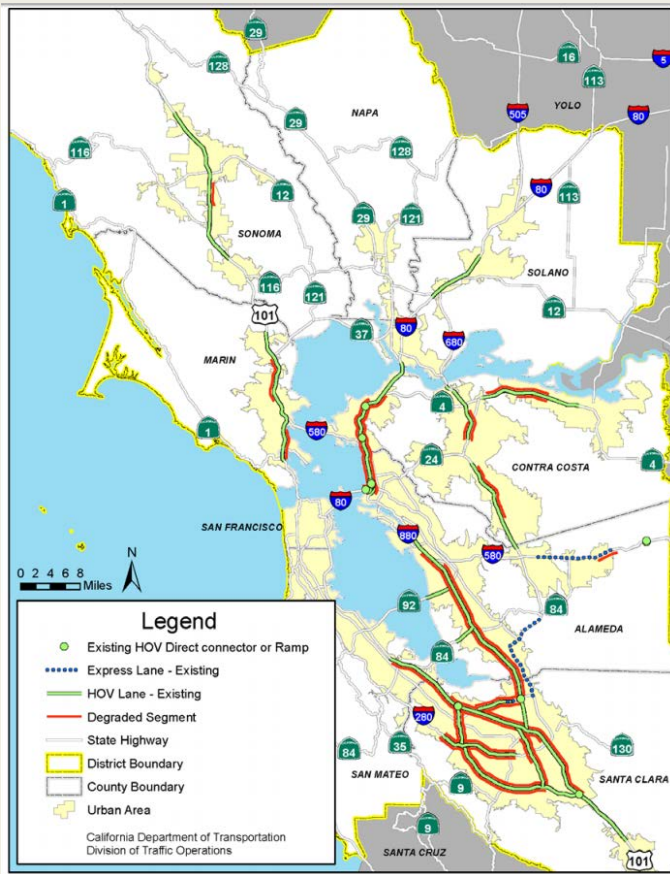 29
128
16
113
5
NAPA
YOLO
29
505
80
116
128
12
80
113
1
29
121
SONOMA
SOLANO
116
121
12
101
37
80
680
MARIN
4
1
580
24
CONTRA COSTA
4
80
SAN FRANCISCO
880
580
N
0 2 4 6 8
Miles
92
84
ALAMEDA
84
Legend
Existing HOV Direct connector or Ramp
Express Lane - Existing
HOV Lane - Existing
Degraded Segment
State Highway
District Boundary
County Boundary
Urban Area
California Department of Transportation
Division of Traffic Operations
280
84
35
130
SAN MATEO
9
SANTA CLARA
9
SANTA CRUZ
101